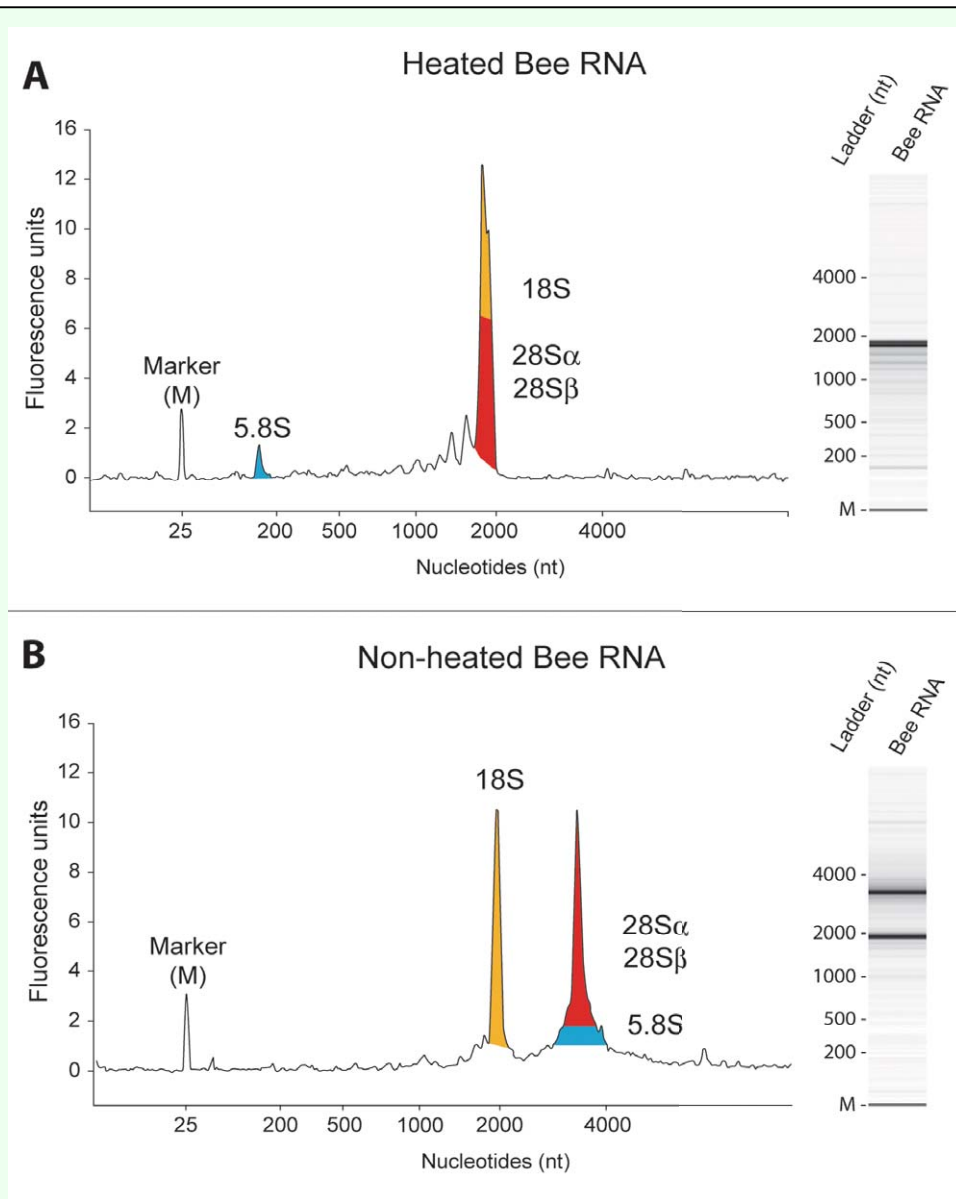 A
Heated Bee RNA
Ladder (nt)
Bee RNA
Fluorescence units
16
14
12
10
8
6
4
2
0
Marker
(M)
5.8S
18S
28Sα
28Sβ
25
200
500
1000
2000
4000
Nucleotides (nt)
4000 -
2000 -
1000 -
500 -
200 -
M -
B
Non-heated Bee RNA
Ladder (nt)
Bee RNA
Fluorescence units
16
12
10
8
6
4
2
0
Marker
(M)
18S
28Sα
28Sβ
5.8S
25
200
500
1000
2000
4000
Nucleotides (nt)
4000 -
2000 -
1000 -
500 -
200 -
M -